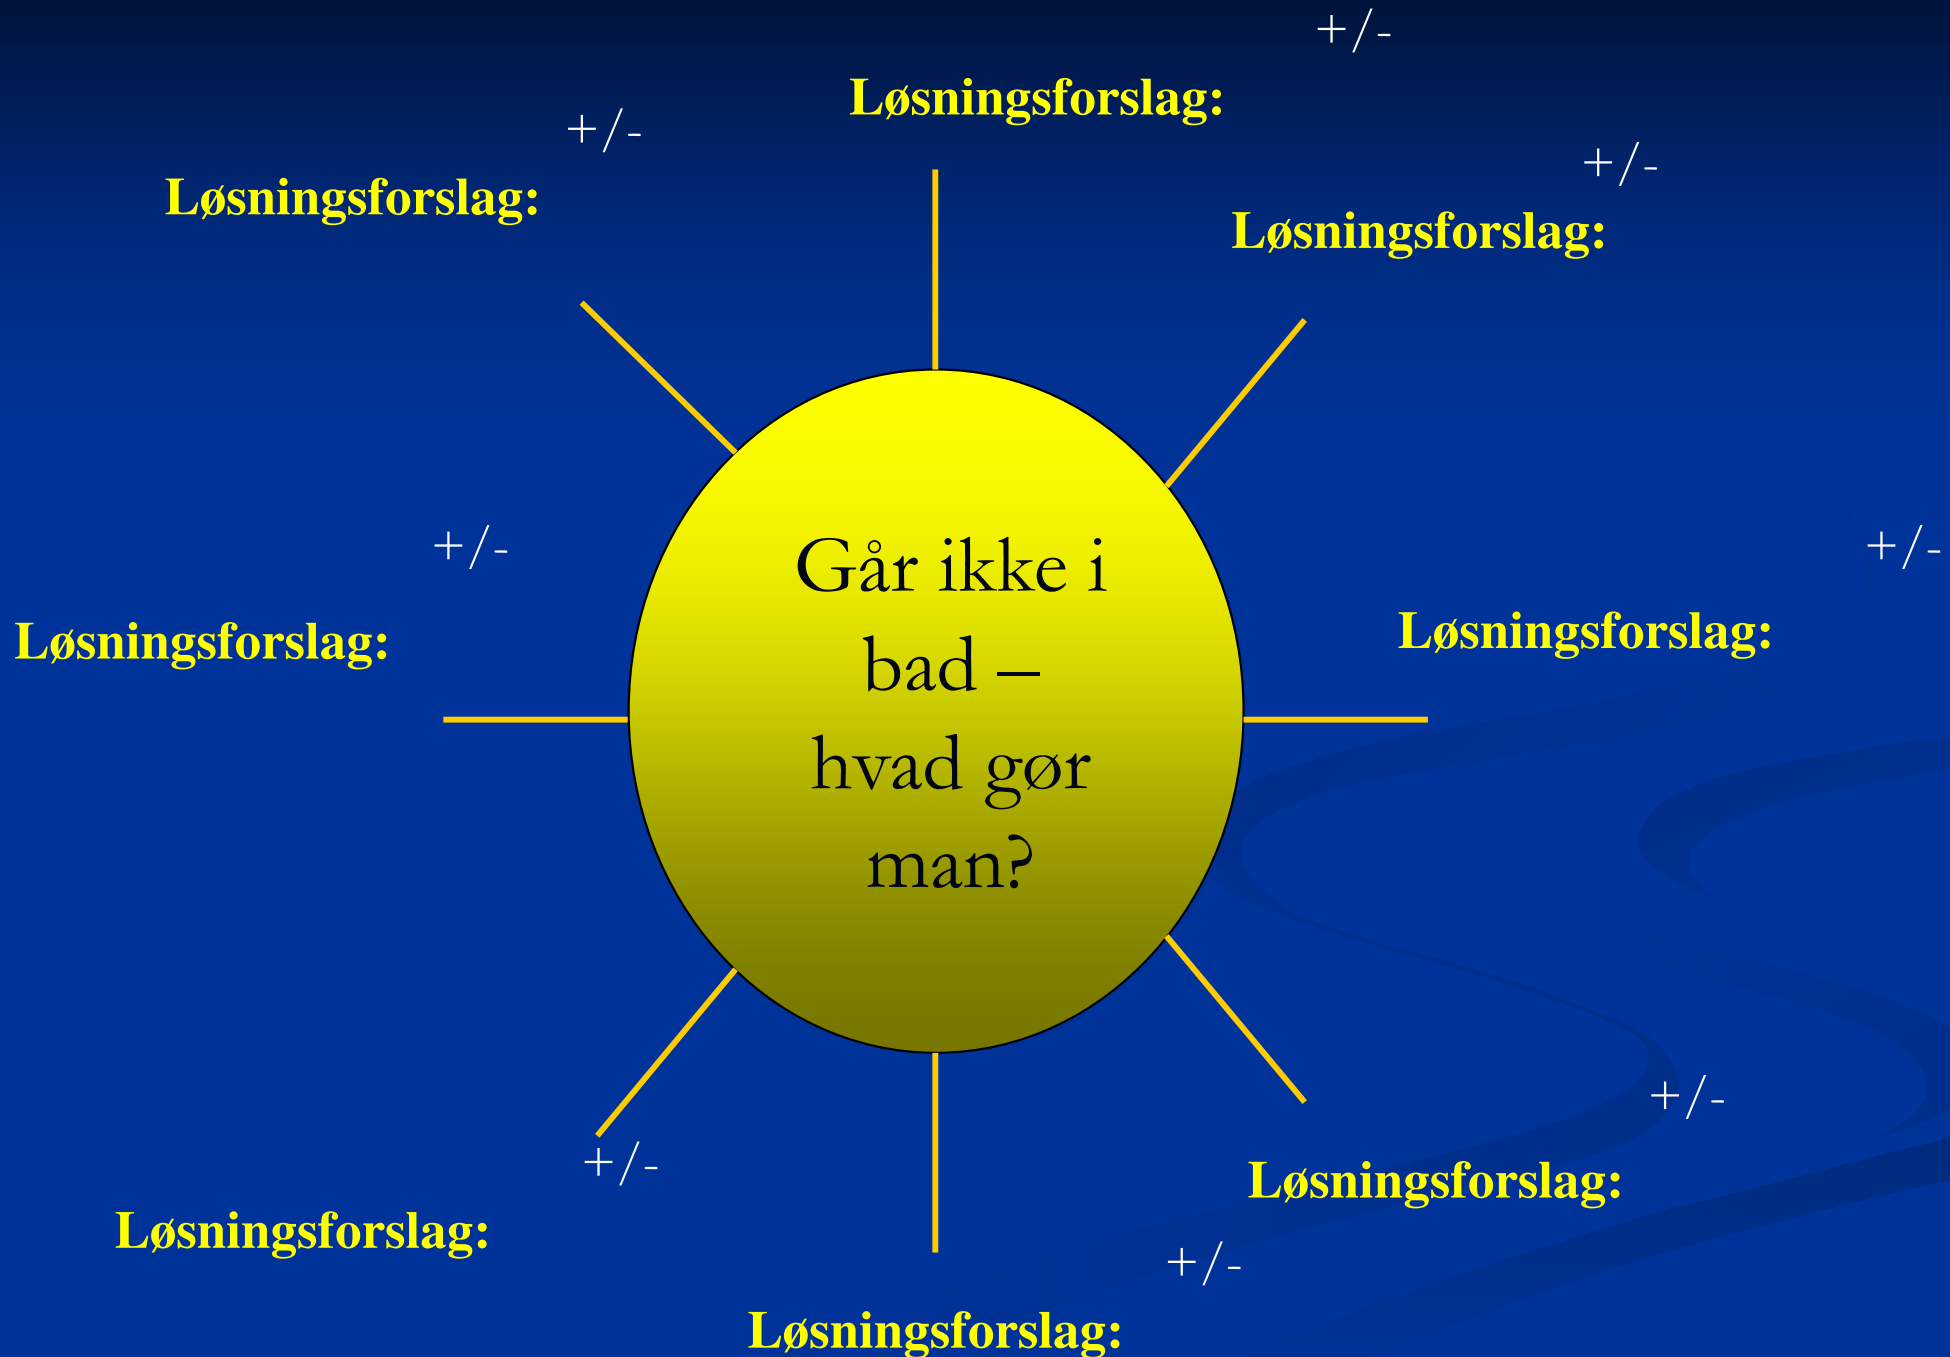 +/-
Løsningsforslag:
+/-
Løsningsforslag:
+/-
Løsningsforslag:
+/-
Løsningsforslag:
Går ikke i
bad –
hvad gør
man?
+/-
Løsningsforslag:
+/-
Løsningsforslag:
+/-
Løsningsforslag:
+/-
Løsningsforslag: